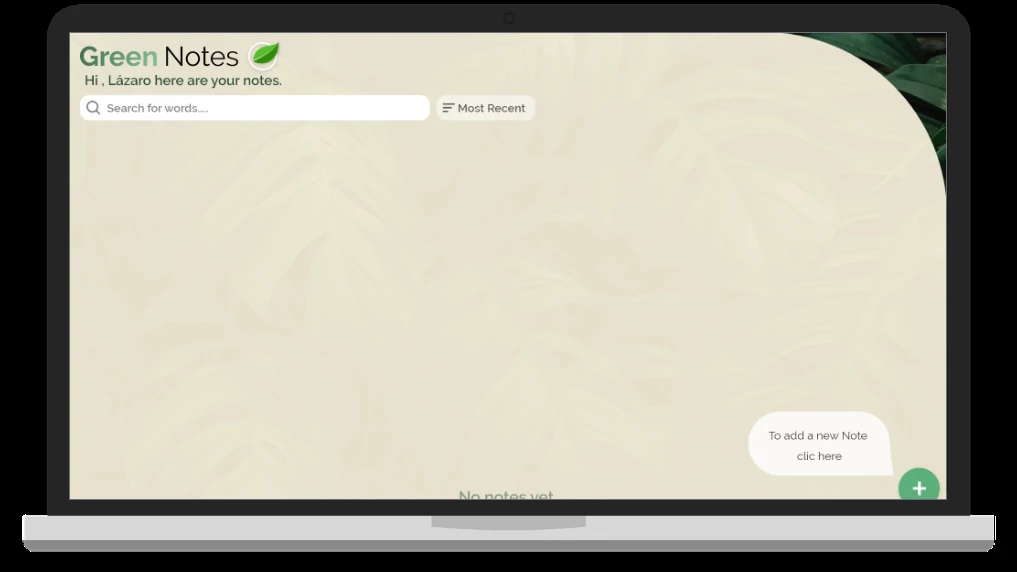 Green Notes
Hi , Lázaro here are your notes.
Search for words.....
Most Recent
To add a new Note
clic here
No notes yet